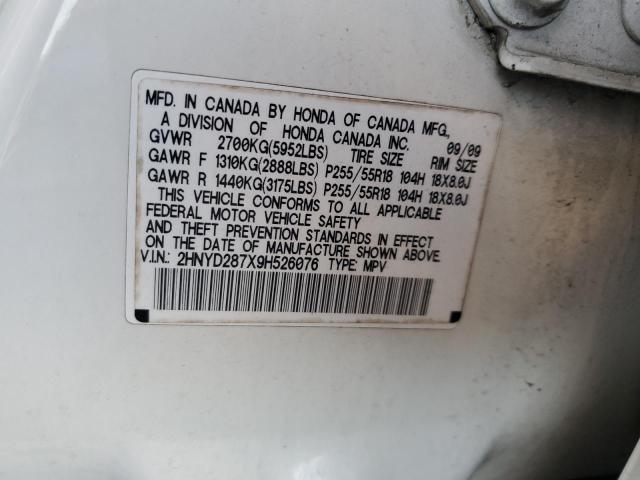 MFD. IN CANADA BY HONDA OF CANADA MFG.,
A DIVISION OF HONDA CANADA INC. 09/09
GVWR 2700KG(5952LBS) TIRE SIZE RIM SIZE
GAWR F 1310KG(2888LBS) P255/55R18 104H 18X8.0J
GAWR R 1440KG(3175LBS) P255/55R18 104H 18X8.0J
THIS VEHICLE CONFORMS TO ALL APPLICABLE
FEDERAL MOTOR VEHICLE SAFETY
AND THEFT PREVENTION STANDARDS IN EFFECT
ON THE DATE OF MANUFACTURE SHOWN ABOVE.
V.I.N.: 2HNYD287X9H526076 TYPE: MPV